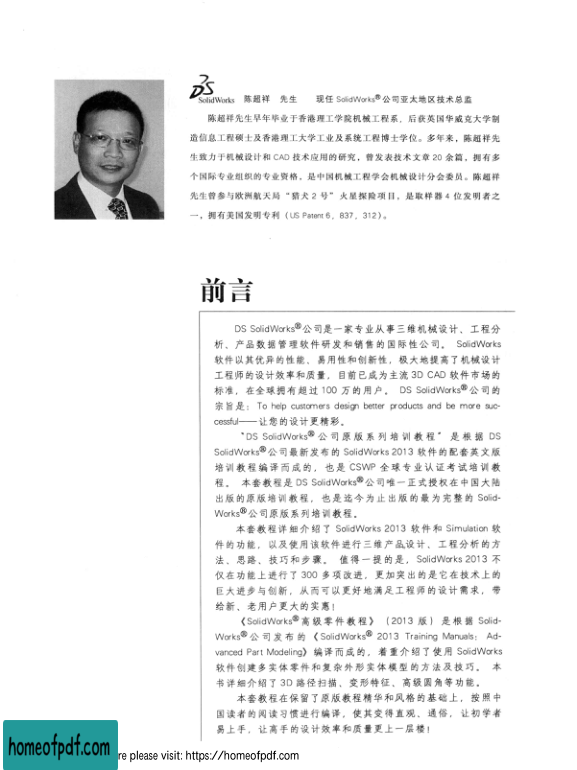 DS
SolidWorks 陈超祥 先生 现任 SolidWorks®公司亚太地区技术总监
陈超祥先生早年毕业于香港理工学院机械工程系，后获英国华威克大学制
造信息工程硕士及香港理工大学工业及系统工程博士学位。多年来，陈超祥先
生致力于机械设计和 CAD 技术应用的研究，曾发表技术文章 20 余篇，拥有多
个国际专业组织的专业资格，是中国机械工程学会机械设计分会委员。陈超祥
先生曾参与欧洲航天局“猎犬 2 号”火星探险项目，是取样器 4 位发明者之
一，拥有美国发明专利（US Patent 6，837，312）。
前言
DS SolidWorks®公司是一家专业从事三维机械设计、工程分
析、产品数据管理软件研发和销售的国际性公司。SolidWorks
软件以其优异的性能、易用性和创新性，极大地提高了机械设计
工程师的设计效率和质量，目前已成为主流 3D CAD 软件市场的
标准，在全球拥有超过 100 万的用户。DS SolidWorks®公司的
宗旨是：To help customers design better products and be more suc-
cessful——让您的设计更精彩。
“DS SolidWorks®公司原版系列培训教程”是根据 DS
SolidWorks®公司最新发布的 SolidWorks 2013 软件的配套英文版
培训教程编译而成的，也是 CSWP 全球专业认证考试培训教
程。本套教程是 DS SolidWorks®公司唯一正式授权在中国大陆
出版的原版培训教程，也是迄今为止出版的最为完整的 Solid-
Works®公司原版系列培训教程。
本套教程详细介绍了 SolidWorks 2013 软件和 Simulation 软
件的功能，以及使用该软件进行三维产品设计、工程分析的方
法、思路、技巧和步骤。值得一提的是，SolidWorks 2013 不
仅在功能上进行了 300 多项改进，更加突出的是它在技术上的
巨大进步与创新，从而可以更好地满足工程师的设计需求，带
给新、老用户更大的实惠！
《SolidWorks®高级零件教程》（2013 版）是根据 Solid-
Works®公司发布的《SolidWorks® 2013 Training Manuals：Ad-
vanced Part Modeling》编译而成的，着重介绍了使用 SolidWorks
软件创建多实体零件和复杂外形实体模型的方法及技巧。本
书详细介绍了 3D 路径扫描、变形特征、高级圆角等功能。
本套教程在保留了原版教程精华和风格的基础上，按照中
国读者的阅读习惯进行编译，使其变得直观、通俗，让初学者
易上手，让高手的设计效率和质量更上一层楼！
homeofpdf.com
re please visit: https://homeofpdf.com